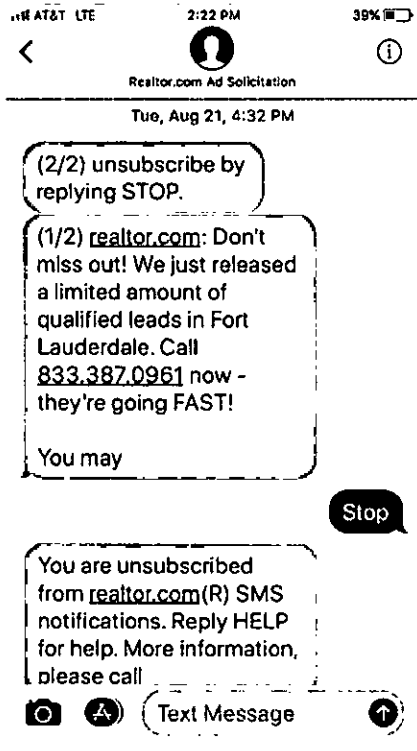 AT&T LTE 2:22 PM 39%
Realtor.com Ad Solicitation
Tue, Aug 21, 4:32 PM
(2/2) unsubscribe by
replying STOP.
(1/2) realtor.com: Don't
miss out! We just released
a limited amount of
qualified leads in Fort
Lauderdale. Call
833.387.0961 now -
they're going FAST!
You may
Stop
You are unsubscribed
from realtor.com(R) SMS
notifications. Reply HELP
for help. More information,
please call
Text Message